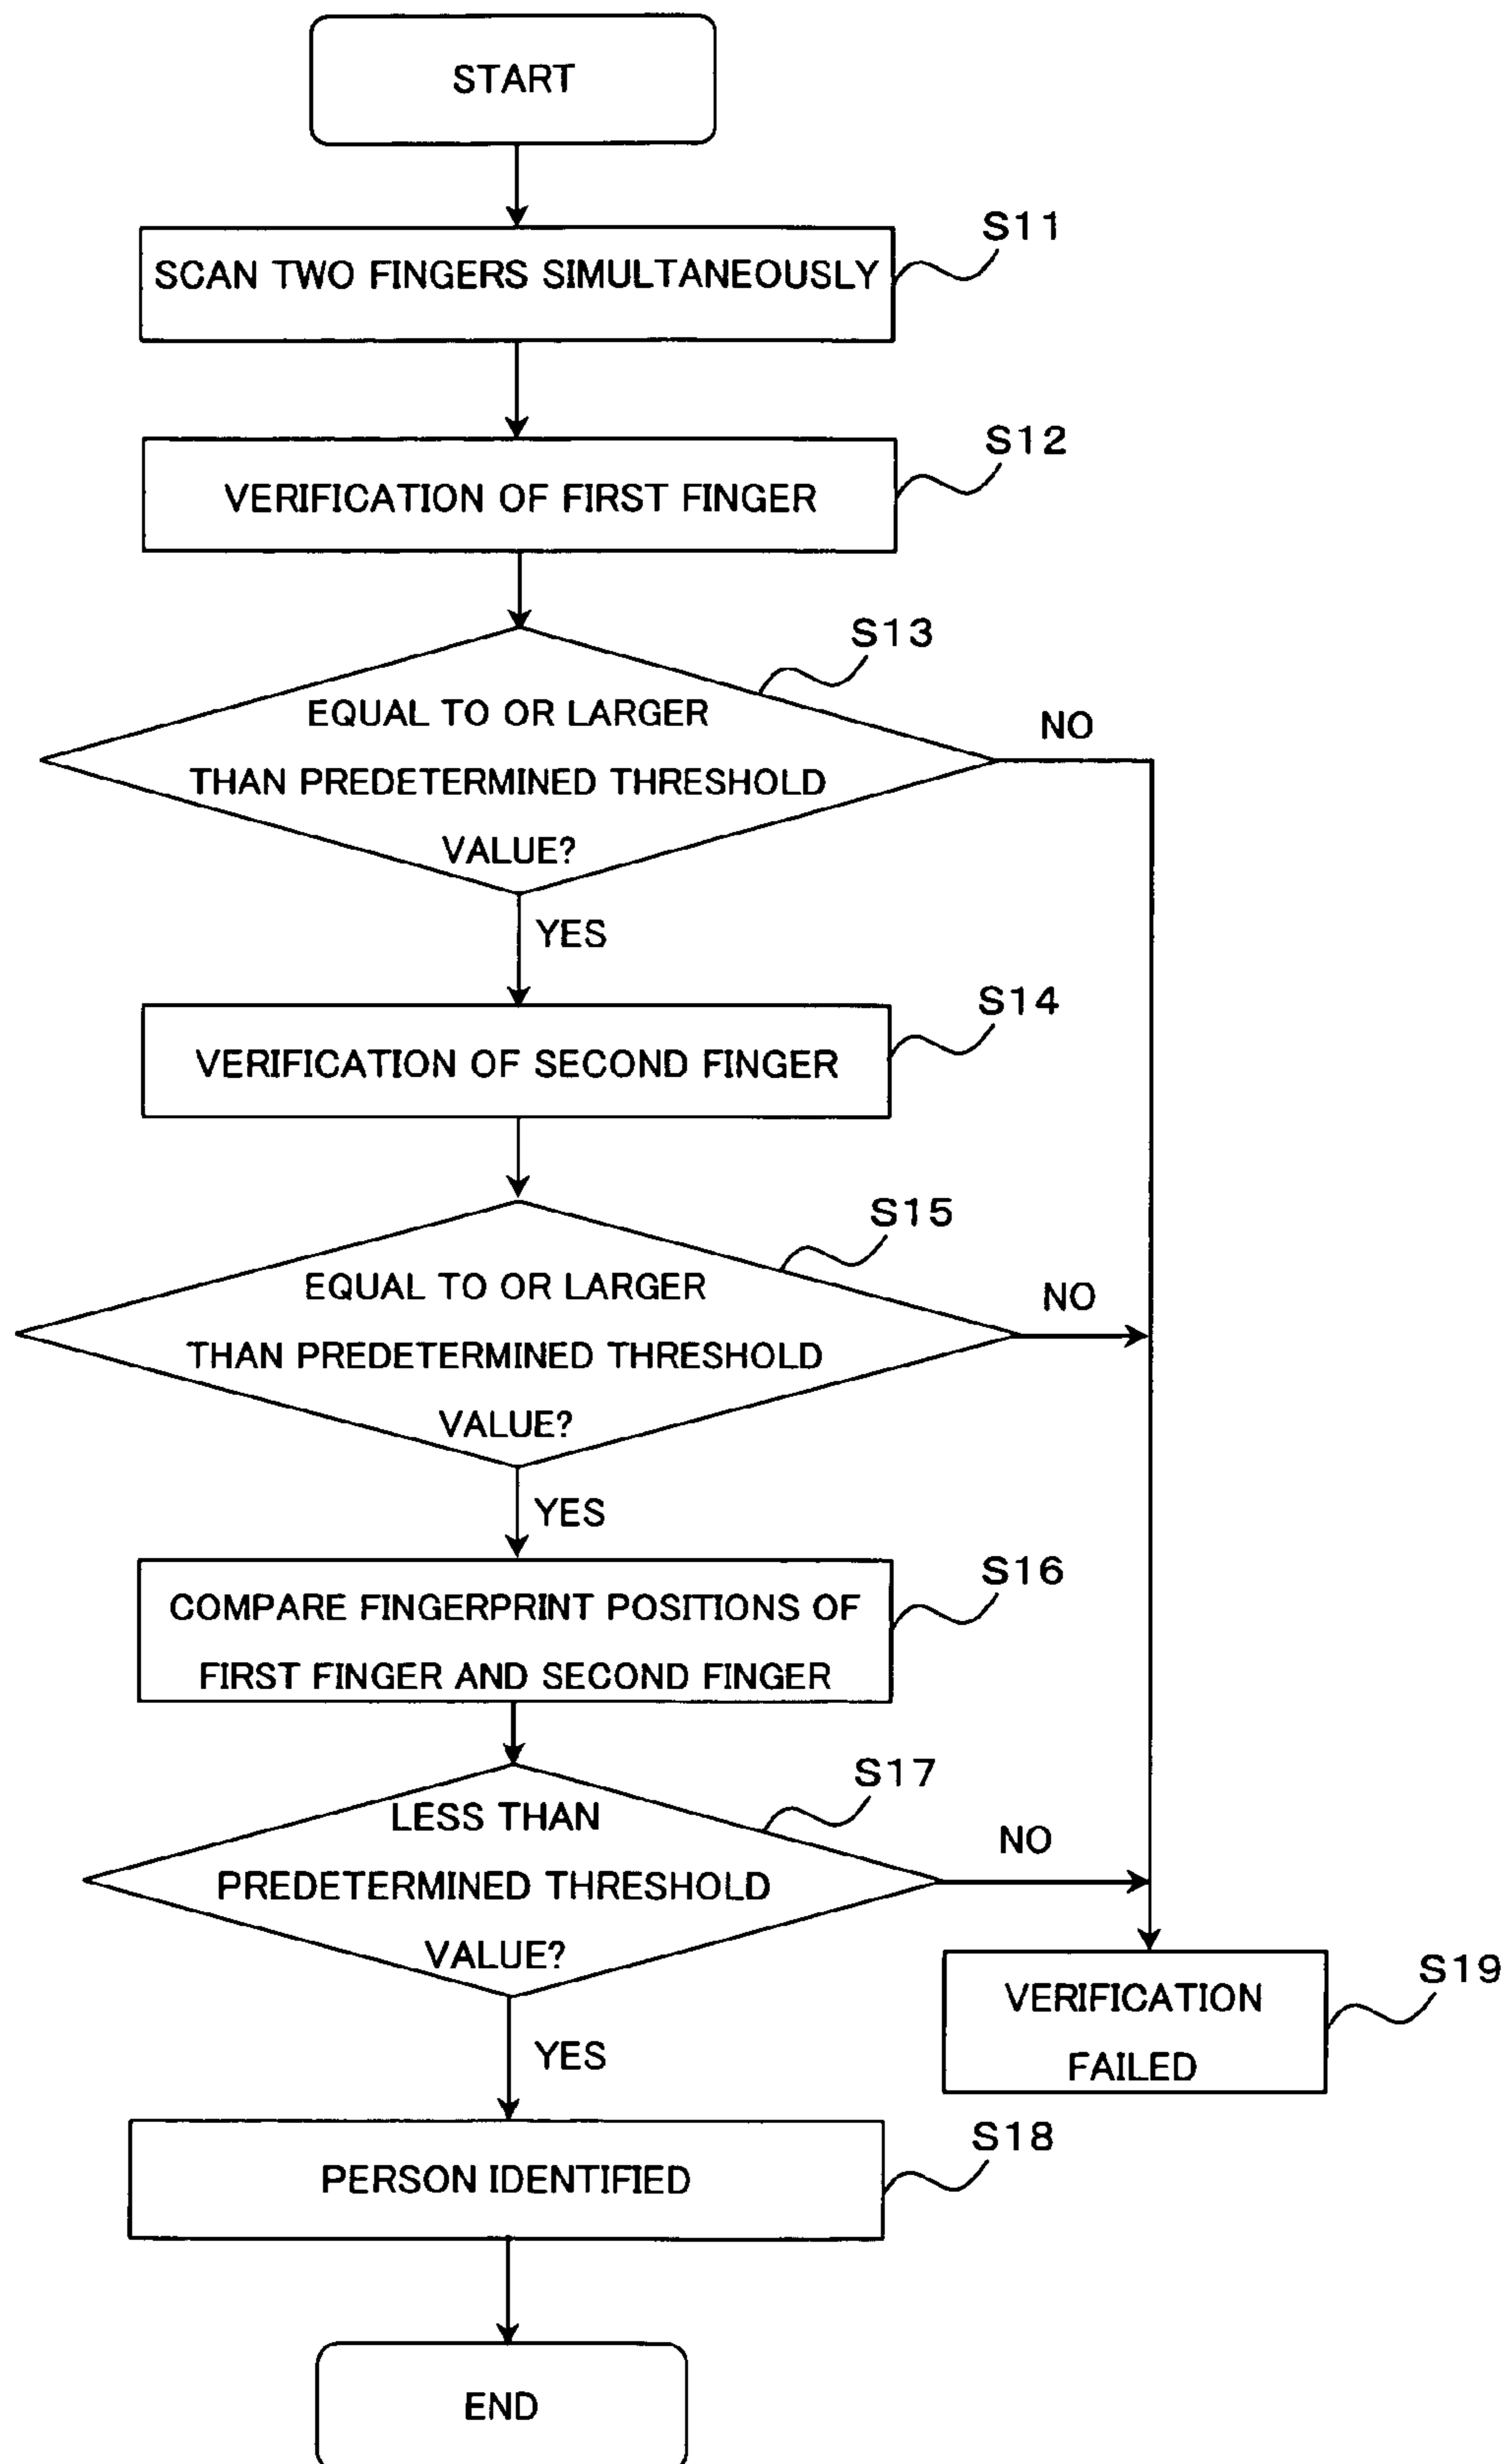 START
S11
SCAN TWO FINGERS SIMULTANEOUSLY
S12
VERIFICATION OF FIRST FINGER
S13
EQUAL TO OR LARGER
THAN PREDETERMINED THRESHOLD
VALUE?
NO
YES
S14
VERIFICATION OF SECOND FINGER
S15
EQUAL TO OR LARGER
THAN PREDETERMINED THRESHOLD
VALUE?
NO
YES
S16
COMPARE FINGERPRINT POSITIONS OF
FIRST FINGER AND SECOND FINGER
S17
LESS THAN
PREDETERMINED THRESHOLD
VALUE?
NO
YES
S19
VERIFICATION
FAILED
S18
PERSON IDENTIFIED
END